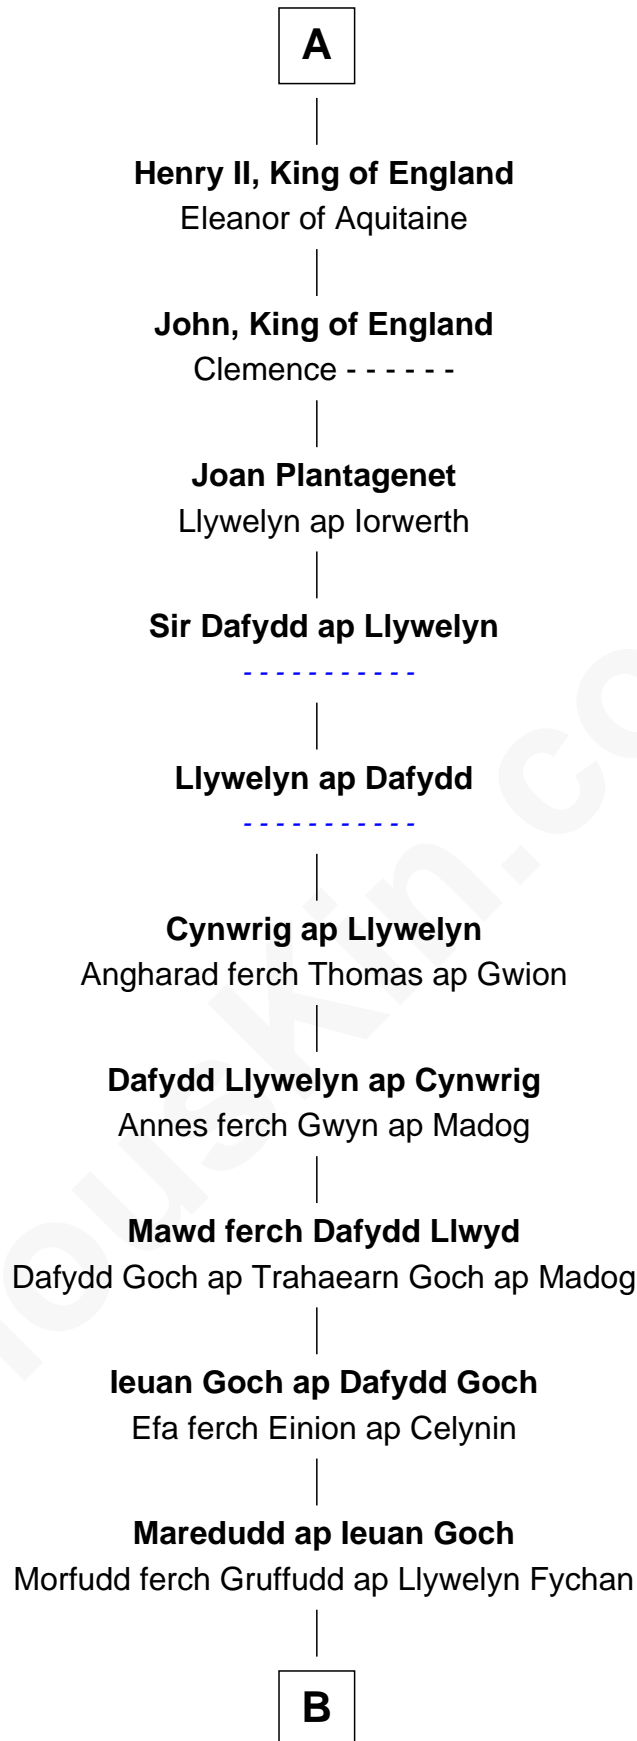 A
Henry II, King of England
Eleanor of Aquitaine
John, King of England
Clemence - - - - - -
Joan Plantagenet
Llywelyn ap Iorwerth
Sir Dafydd ap Llywelyn
- - - - - - - - - - -
Llywelyn ap Dafydd
- - - - - - - - - - -
Cynwrig ap Llywelyn
Angharad ferch Thomas ap Gwion
Dafydd Llywelyn ap Cynwrig
Annes ferch Gwyn ap Madog
Mawd ferch Dafydd Llwyd
Dafydd Goch ap Trahaearn Goch ap Madog
Ieuan Goch ap Dafydd Goch
Efa ferch Einion ap Celynin
Maredudd ap Ieuan Goch
Morfudd ferch Gruffudd ap Llywelyn Fychan
B